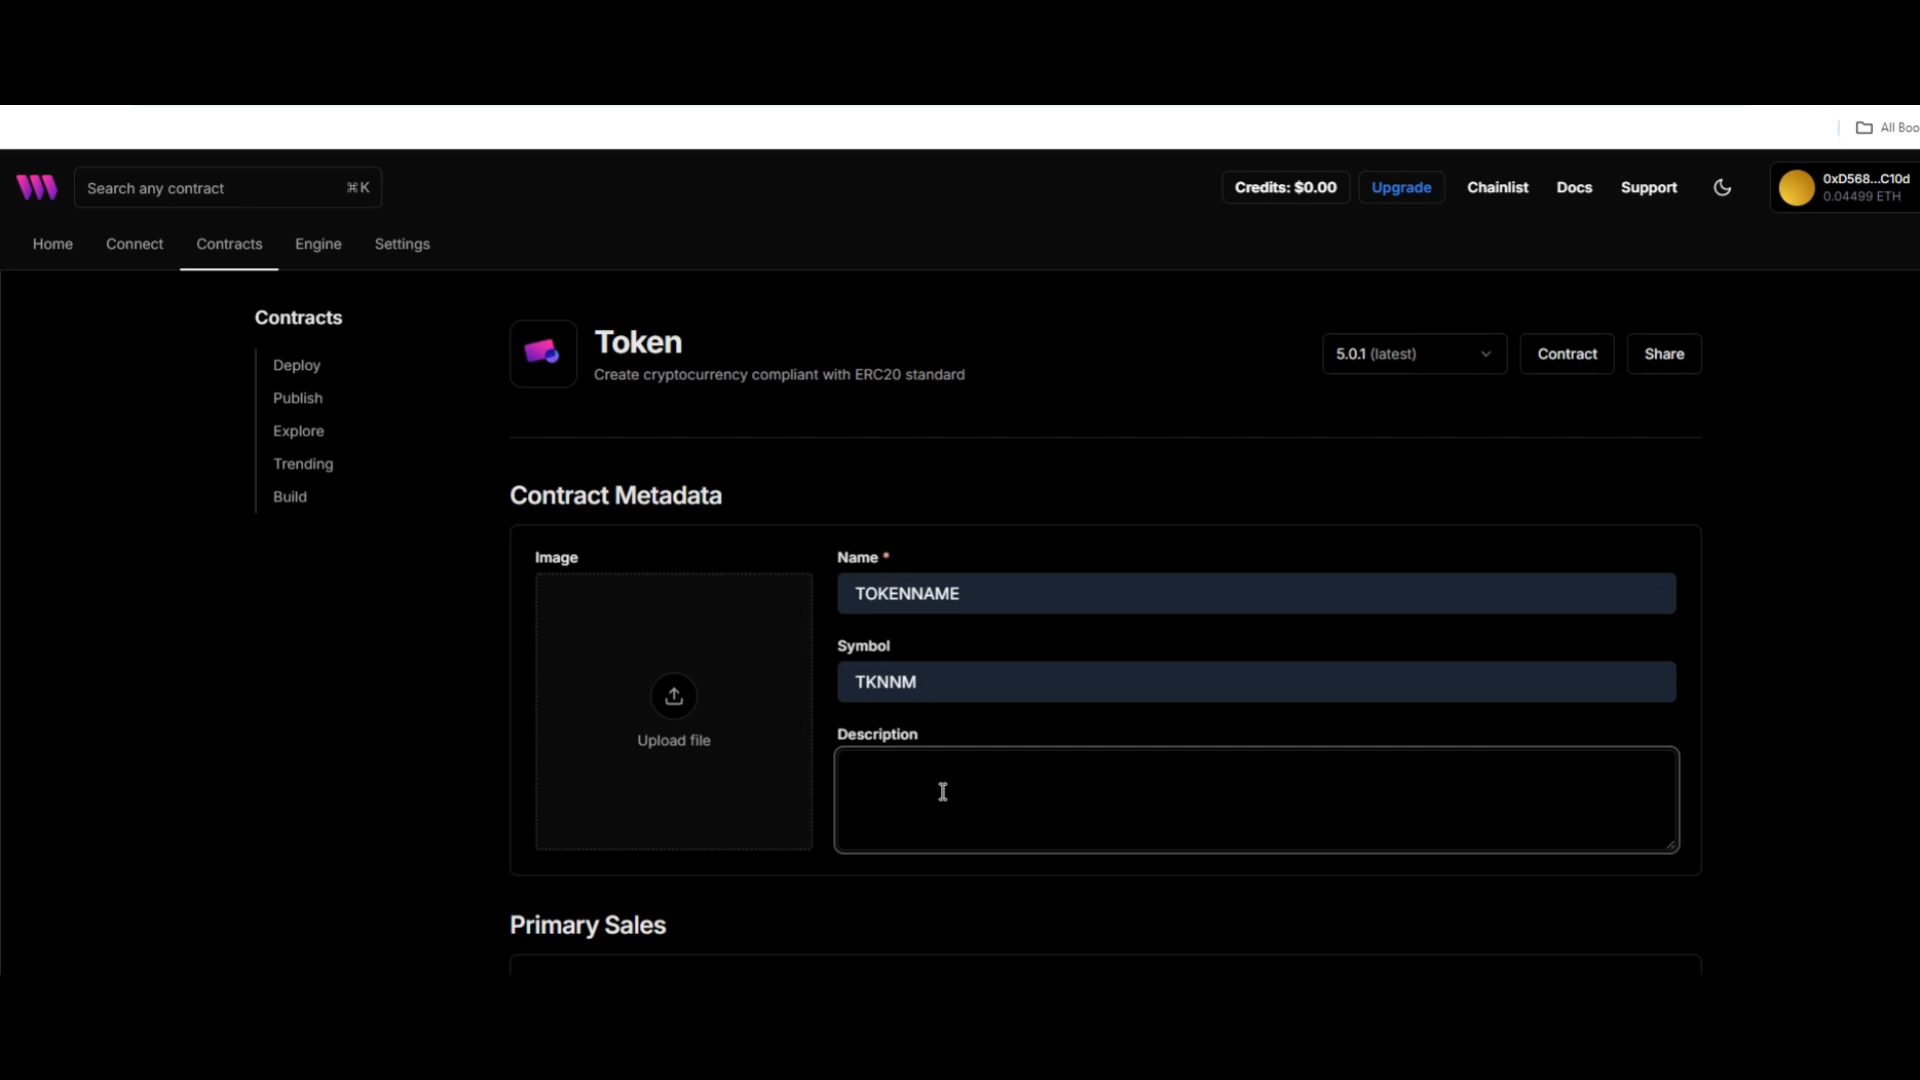 All Boo
Search any contract ⌘K
Credits: $0.00
Upgrade
Chainlist
Docs
Support
0xD568...C10d
0.04499 ETH
Home
Connect
Contracts
Engine
Settings
Contracts
Deploy
Publish
Explore
Trending
Build
Token
Create cryptocurrency compliant with ERC20 standard
5.0.1 (latest)
Contract
Share
Contract Metadata
Image
Upload file
Name *
TOKENNAME
Symbol
TKNNM
Description
Primary Sales